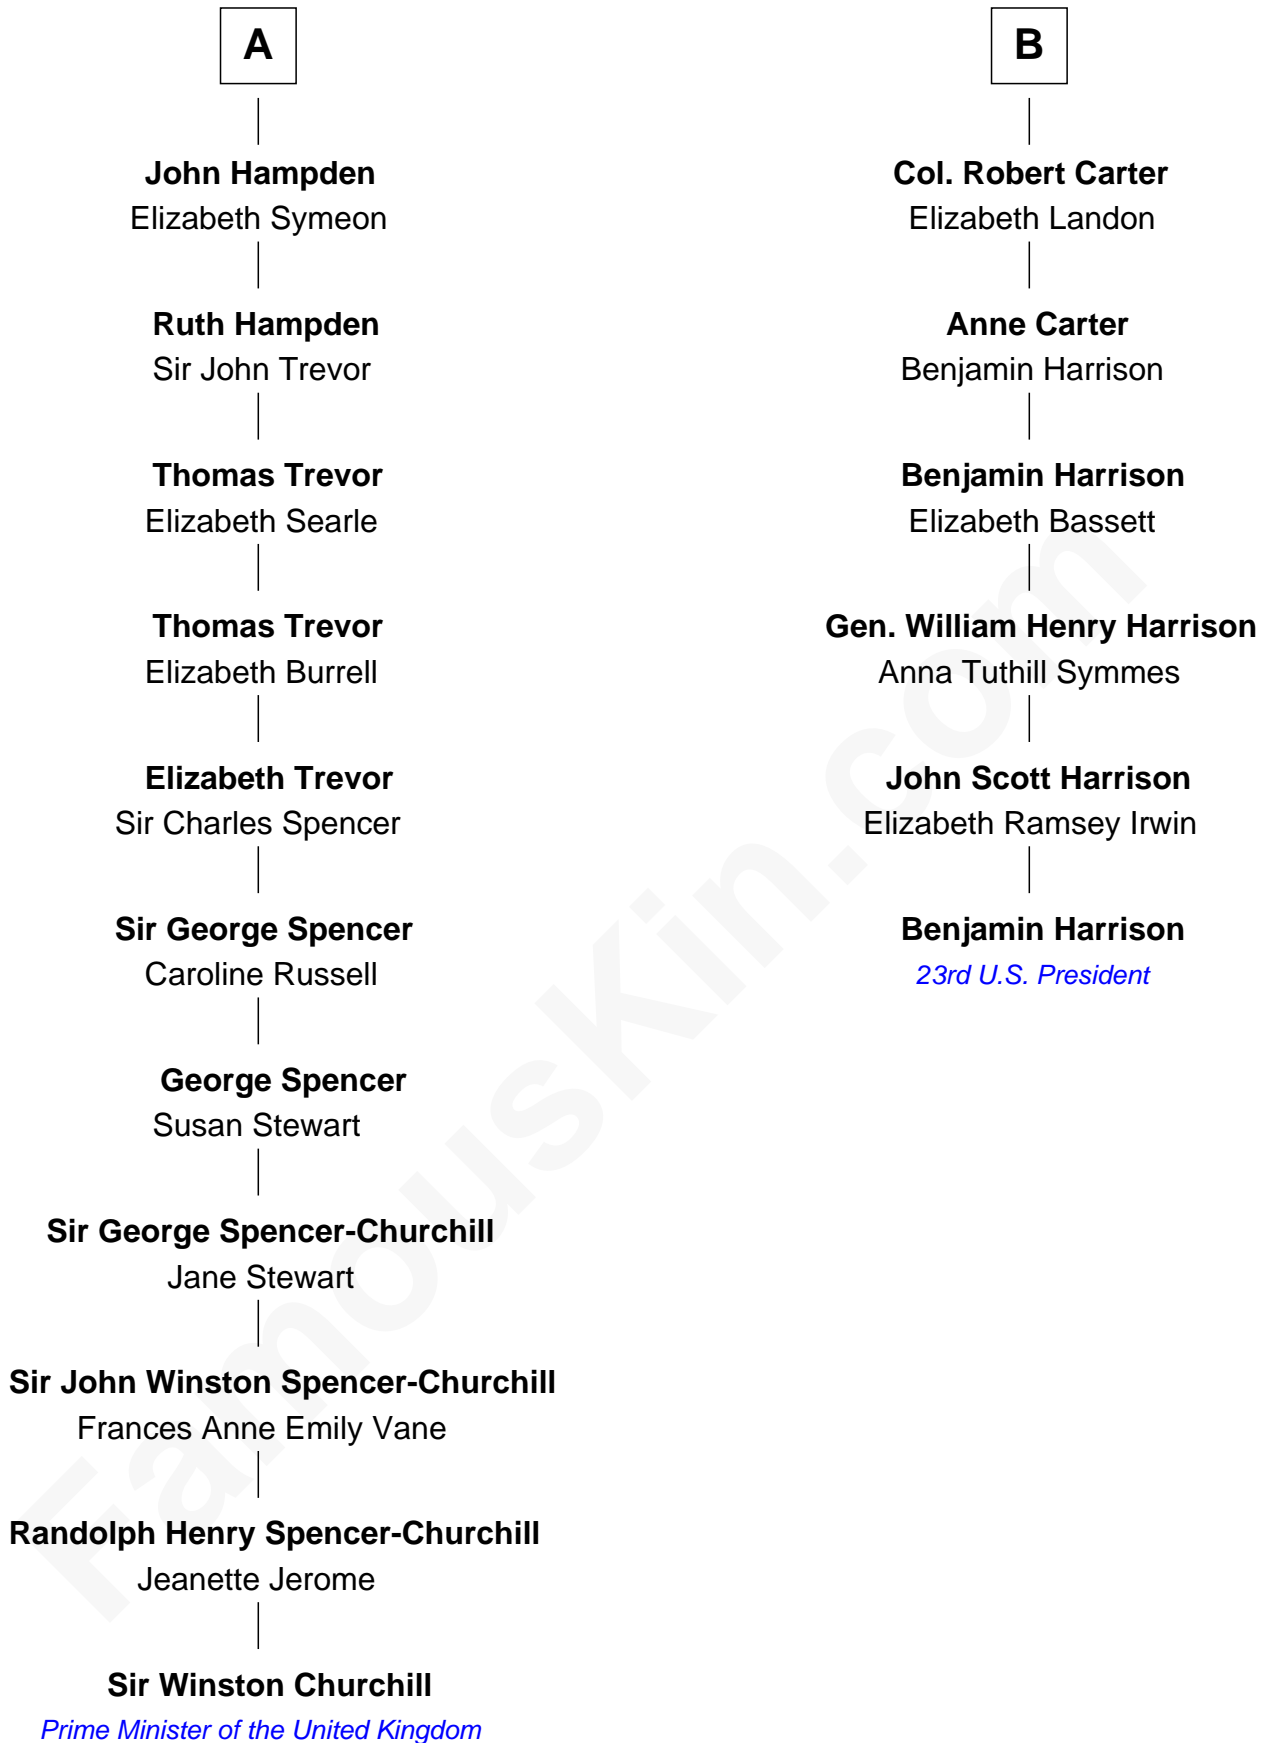 A
John Hampden
Elizabeth Symeon
Ruth Hampden
Sir John Trevor
Thomas Trevor
Elizabeth Searle
Thomas Trevor
Elizabeth Burrell
Elizabeth Trevor
Sir Charles Spencer
Sir George Spencer
Caroline Russell
George Spencer
Susan Stewart
Sir George Spencer-Churchill
Jane Stewart
Sir John Winston Spencer-Churchill
Frances Anne Emily Vane
Randolph Henry Spencer-Churchill
Jeanette Jerome
Sir Winston Churchill
Prime Minister of the United Kingdom
B
Col. Robert Carter
Elizabeth Landon
Anne Carter
Benjamin Harrison
Benjamin Harrison
Elizabeth Bassett
Gen. William Henry Harrison
Anna Tuthill Symmes
John Scott Harrison
Elizabeth Ramsey Irwin
Benjamin Harrison
23rd U.S. President
FamousKin.com